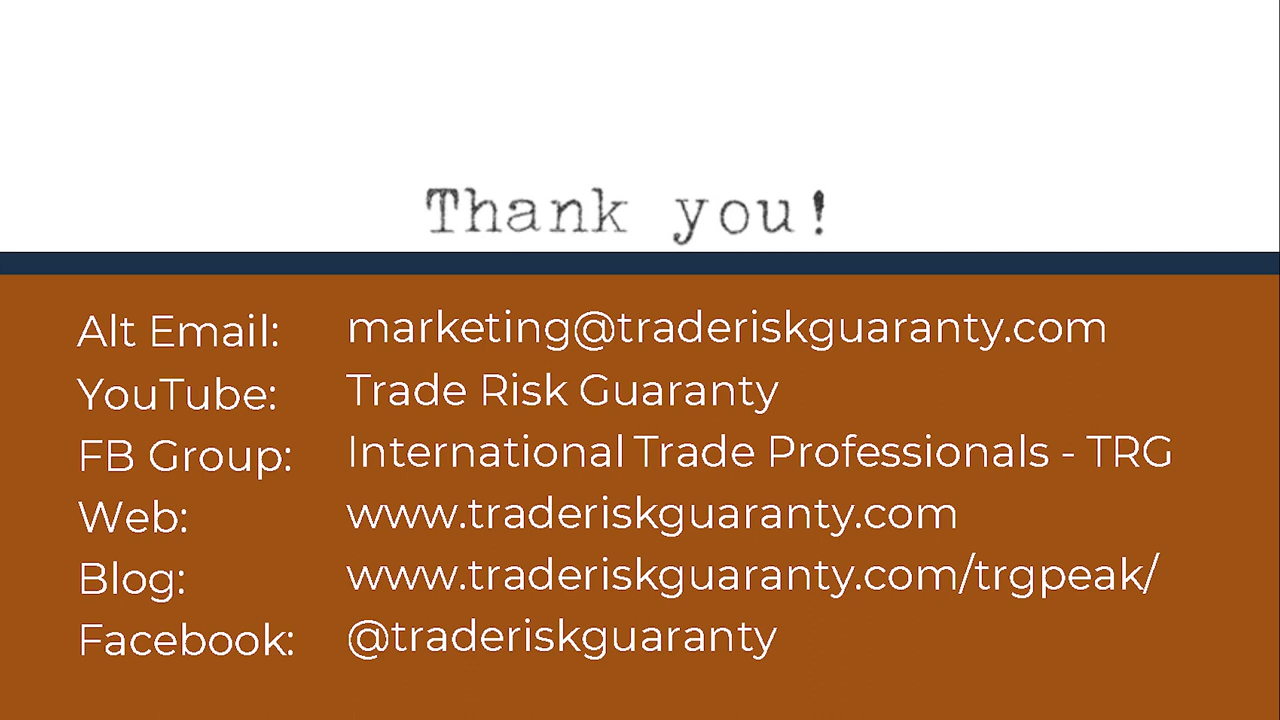 Thank you!
Alt Email: marketing@traderiskguaranty.com
YouTube: Trade Risk Guaranty
FB Group: International Trade Professionals - TRG
Web: www.traderiskguaranty.com
Blog: www.traderiskguaranty.com/trgpeak/
Facebook: @traderiskguaranty